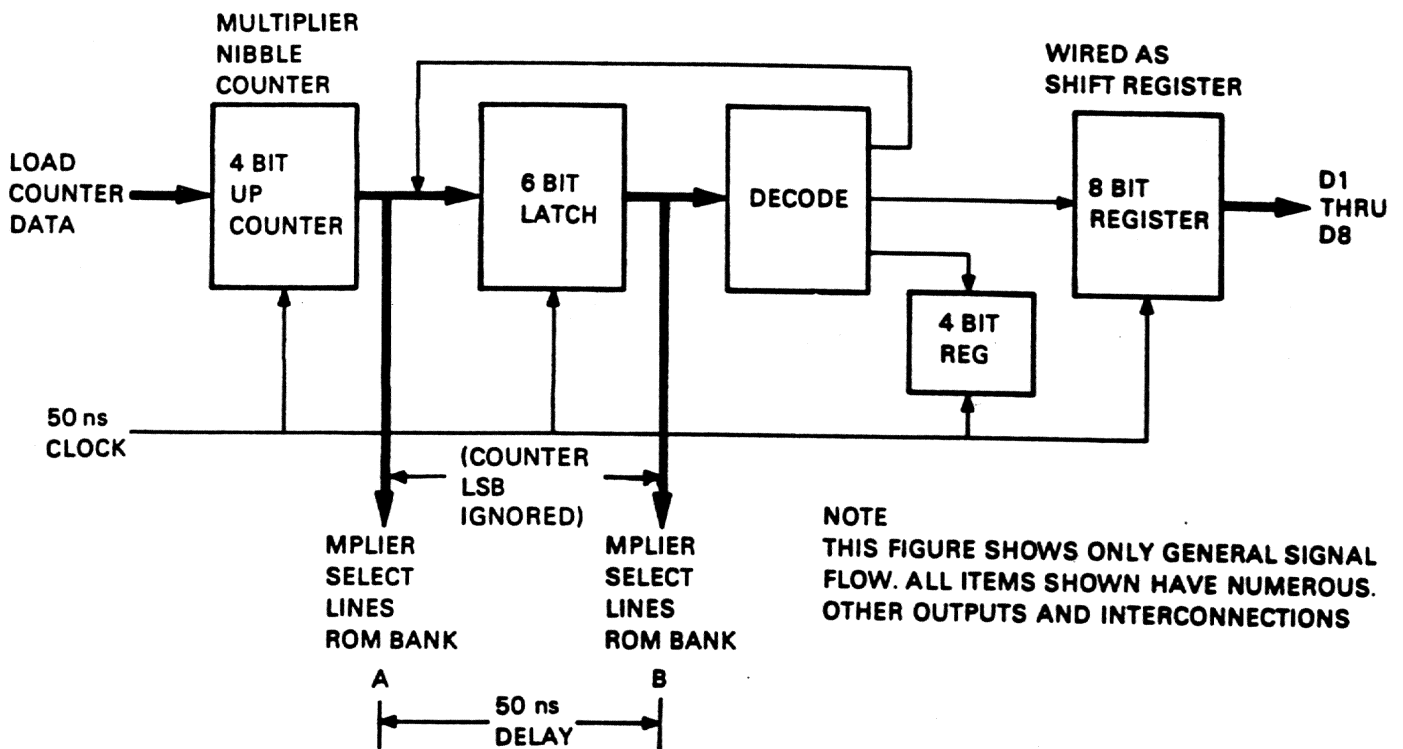 MULTIPLIER
NIBBLE
COUNTER
WIRED AS
SHIFT REGISTER
LOAD
COUNTER
DATA
4 BIT
UP
COUNTER
6 BIT
LATCH
DECODE
8 BIT
REGISTER
D1
THRU
D8
4 BIT
REG
50 ns
CLOCK
(COUNTER
LSB
IGNORED)
MPLIER
SELECT
LINES
ROM BANK
A
MPLIER
SELECT
LINES
ROM BANK
B
50 ns
DELAY
NOTE
THIS FIGURE SHOWS ONLY GENERAL SIGNAL
FLOW. ALL ITEMS SHOWN HAVE NUMEROUS.
OTHER OUTPUTS AND INTERCONNECTIONS